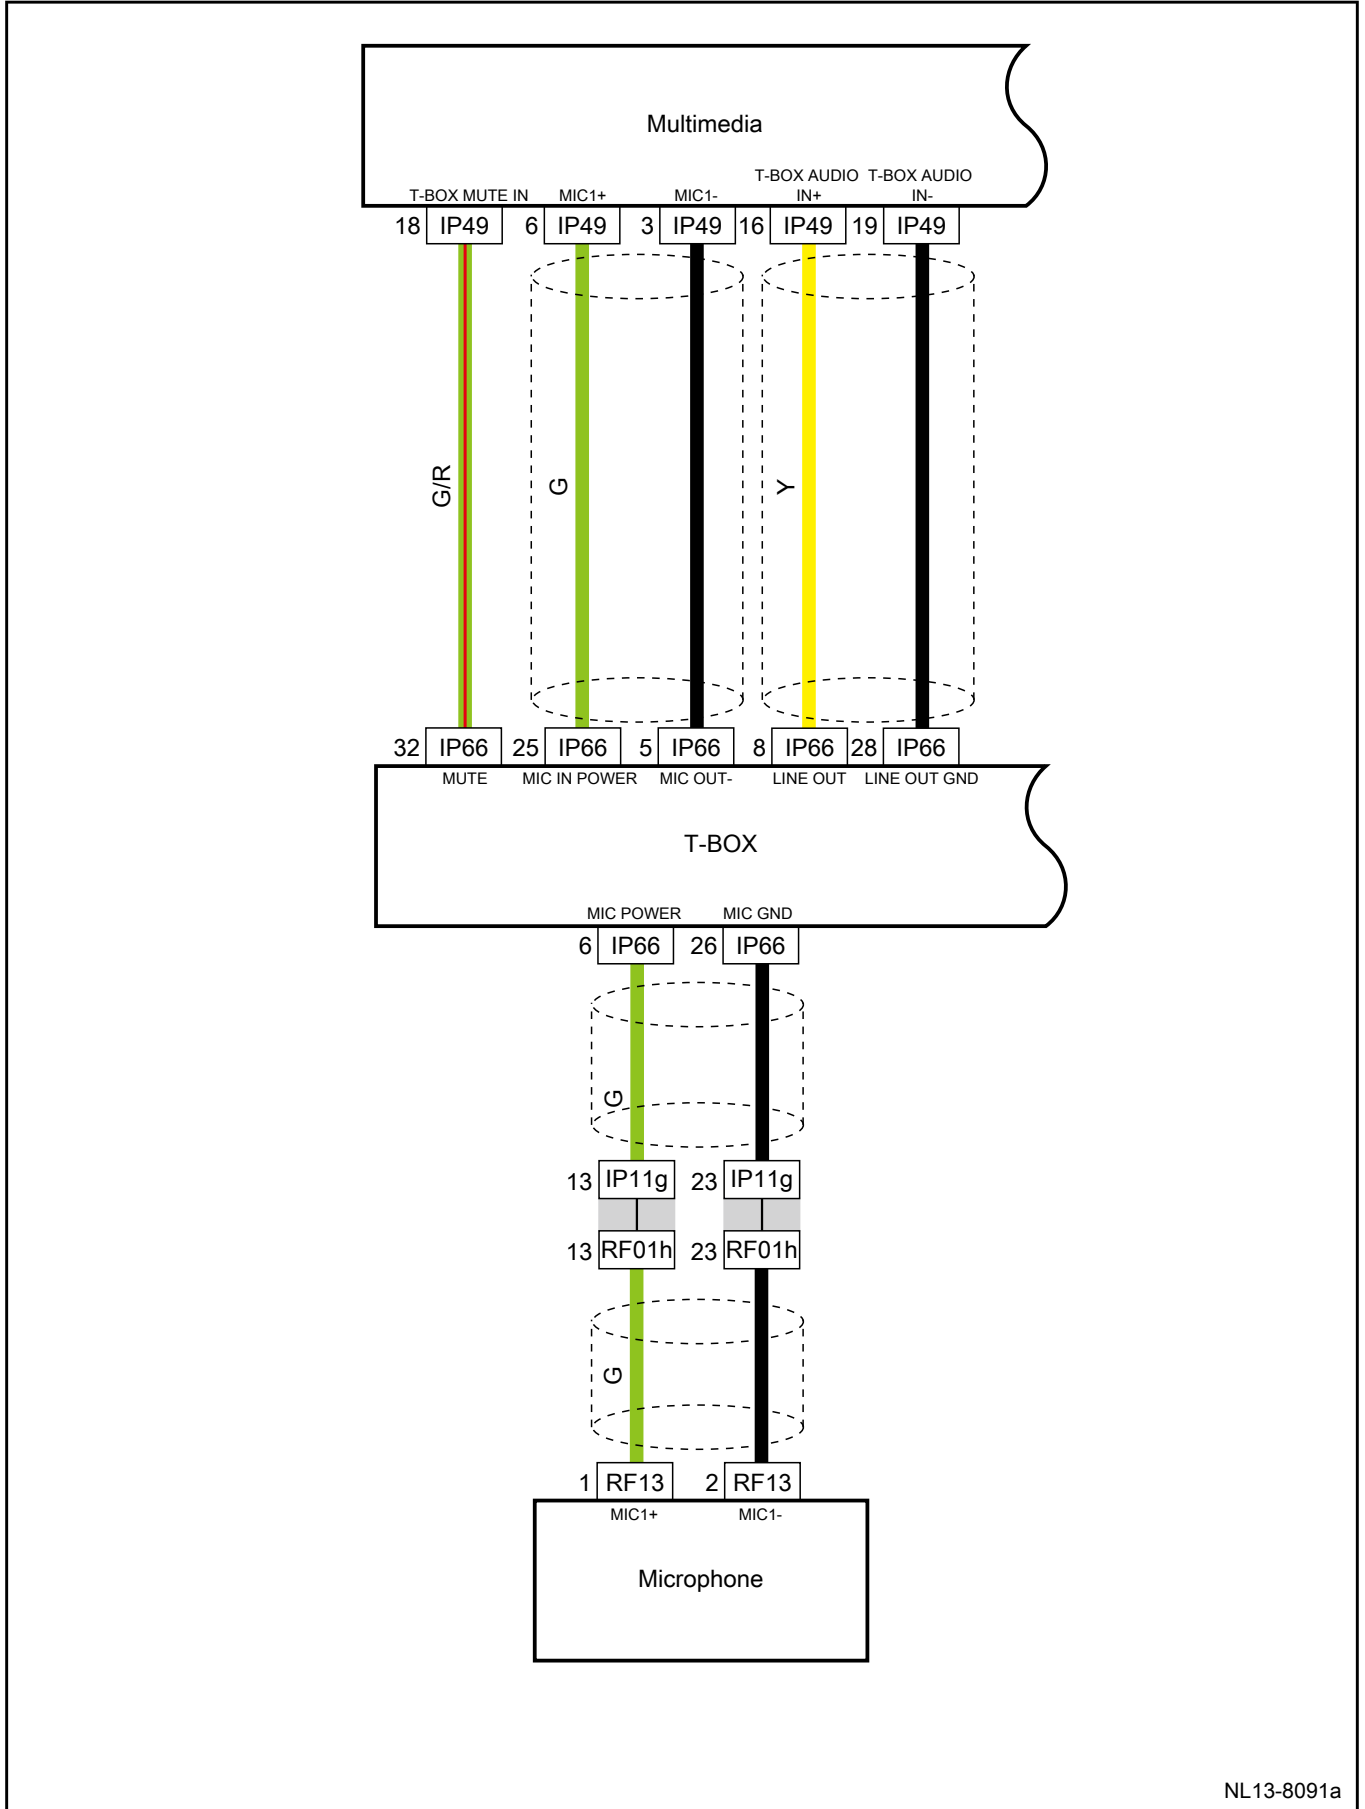 Multimedia
T-BOX AUDIO T-BOX AUDIO
T-BOX MUTE IN MIC1+ MIC1- IN+ IN-
18 IP49 6 IP49 3 IP49 16 IP49 19 IP49
G/R G Y
32 IP66 25 IP66 5 IP66 8 IP66 28 IP66
MUTE MIC IN POWER MIC OUT- LINE OUT LINE OUT GND
T-BOX
MIC POWER MIC GND
6 IP66 26 IP66
G
13 IP11g 23 IP11g
13 RF01h 23 RF01h
G
1 RF13 2 RF13
MIC1+ MIC1-
Microphone
NL13-8091a